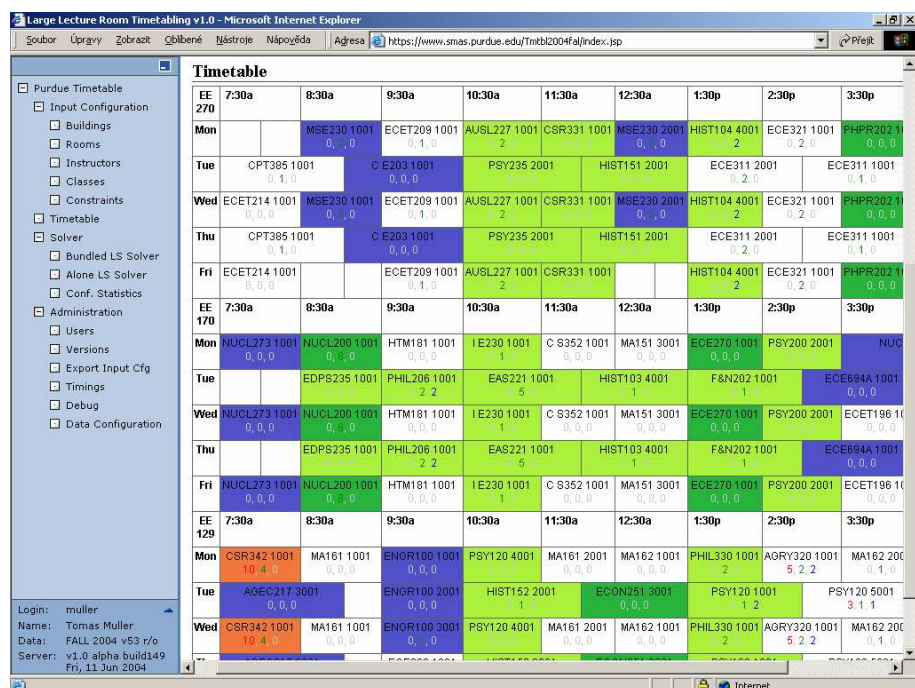 Large Lecture Room Timetabling v1.0 - Microsoft Internet Explorer
Soubor Úpravy Zobrazit Oblíbené Nástroje Nápověda Adresa https://www.smas.purdue.edu/Tmtbl2004fal/index.jsp Přejít
Timetable
Purdue Timetable
Input Configuration
Buildings
Rooms
Instructors
Classes
Constraints
Timetable
Solver
Bundled LS Solver
Alone LS Solver
Conf. Statistics
Administration
Users
Versions
Export Input Cfg
Timings
Debug
Data Configuration
Login: muller
Name: Tomas Muller
Data: FALL 2004 v53 r/o
Server: v1.0 alpha build149
Fri, 11 Jun 2004
EE 270 7:30a 8:30a 9:30a 10:30a 11:30a 12:30a 1:30p 2:30p 3:30p
Mon MSE230 1001 ECET209 1001 AUSL227 1001 CSR331 1001 MSE230 2001 HIST104 4001 ECE321 1001 PHPR202 1
0, 1, 0 2 2 0, 2, 0 0, 0, 0
Tue CPT385 1001 C E203 1001 PSY235 2001 HIST151 2001 ECE311 2001 ECE311 1001
0, 1, 0 0, 0, 0 0, 2, 0 0, 1, 0
Wed ECET214 1001 MSE230 1001 ECET209 1001 AUSL227 1001 CSR331 1001 MSE230 2001 HIST104 4001 ECE321 1001 PHPR202 1
0, 0, 0 0, 1, 0 2 2 0, 2, 0 0, 0, 0
Thu CPT385 1001 C E203 1001 PSY235 2001 HIST151 2001 ECE311 2001 ECE311 1001
0, 1, 0 0, 0, 0 0, 2, 0 0, 1, 0
Fri ECET214 1001 ECET209 1001 AUSL227 1001 CSR331 1001 HIST104 4001 ECE321 1001 PHPR202 1
0, 0, 0 0, 1, 0 2 2 0, 2, 0 0, 0, 0
EE 170 7:30a 8:30a 9:30a 10:30a 11:30a 12:30a 1:30p 2:30p 3:30p
Mon NUCL273 1001 NUCL200 1001 HTM181 1001 I E230 1001 C S352 1001 MA151 3001 ECE270 1001 PSY200 2001 NUC
0, 0, 0 0, 8, 0 0, 0, 0 1 0, 0, 0 0, 0, 0 0, 0, 0
Tue EDPS235 1001 PHIL206 1001 EAS221 1001 HIST103 4001 F&N202 1001 ECE694A 1001
2 2 5 1 1 0, 0, 0
Wed NUCL273 1001 NUCL200 1001 HTM181 1001 I E230 1001 C S352 1001 MA151 3001 ECE270 1001 PSY200 2001 ECET196 1
0, 0, 0 0, 8, 0 0, 0, 0 1 0, 0, 0 0, 0, 0 0, 0, 0 0, 0, 0
Thu EDPS235 1001 PHIL206 1001 EAS221 1001 HIST103 4001 F&N202 1001 ECE694A 1001
2 2 5 1 1 0, 0, 0
Fri NUCL273 1001 NUCL200 1001 HTM181 1001 I E230 1001 C S352 1001 MA151 3001 ECE270 1001 PSY200 2001 ECET196 1
0, 0, 0 0, 8, 0 0, 0, 0 1 0, 0, 0 0, 0, 0 0, 0, 0 0, 0, 0
EE 129 7:30a 8:30a 9:30a 10:30a 11:30a 12:30a 1:30p 2:30p 3:30p
Mon CSR342 1001 MA161 1001 ENGR100 1001 PSY120 4001 MA161 2001 MA162 1001 PHIL330 1001 AGRY320 1001 MA162 200
10, 4, 0 0, 0, 0 0, 0, 0 0, 0, 0 0, 0, 0 2 5, 2, 2 0, 1, 0
Tue AGEC217 3001 ENGR100 2001 HIST152 2001 ECON251 3001 PSY120 1001 PSY120 5001
0, 0, 0 0, 0, 0 1 0, 0, 0 1 2 3, 1, 1
Wed CSR342 1001 MA161 1001 ENGR100 3001 PSY120 4001 MA161 2001 MA162 1001 PHIL330 1001 AGRY320 1001 MA162 200
10, 4, 0 0, 0, 0 0, 0, 0 0, 0, 0 2 5, 2, 2 0, 1, 0
Internet